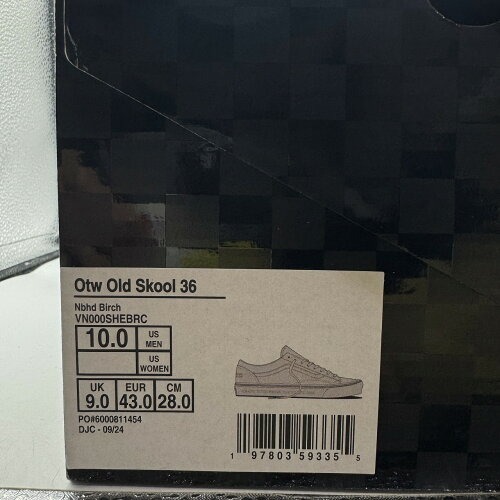 Otw Old Skool 36
Nbhd Birch
VN000SHEBRC
10.0 US MEN
US WOMEN
UK EUR CM
9.0 43.0 28.0
PO#6000811454
DJC - 09/24
1 97803 59335 5